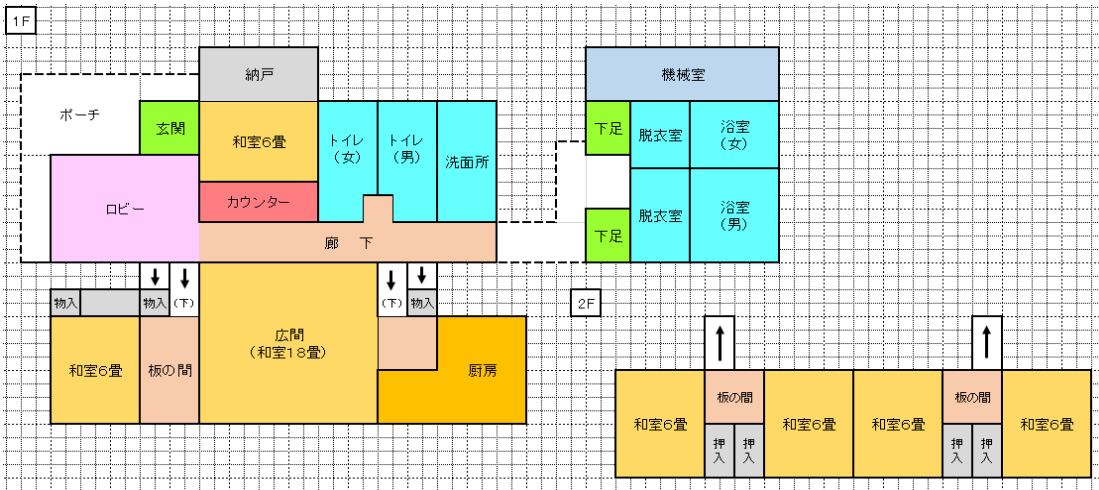 1F
納戸
機械室
ポーチ
玄関
和室6畳
トイレ
(女)
トイレ
(男)
洗面所
下足
脱衣室
浴室
(女)
カウンター
ロビー
廊 下
下足
脱衣室
浴室
(男)
物入
物入
(下)
(下)
物入
2F
和室6畳
板の間
広間
(和室18畳)
厨房
和室6畳
板の間
押入
押入
和室6畳
和室6畳
板の間
押入
押入
和室6畳